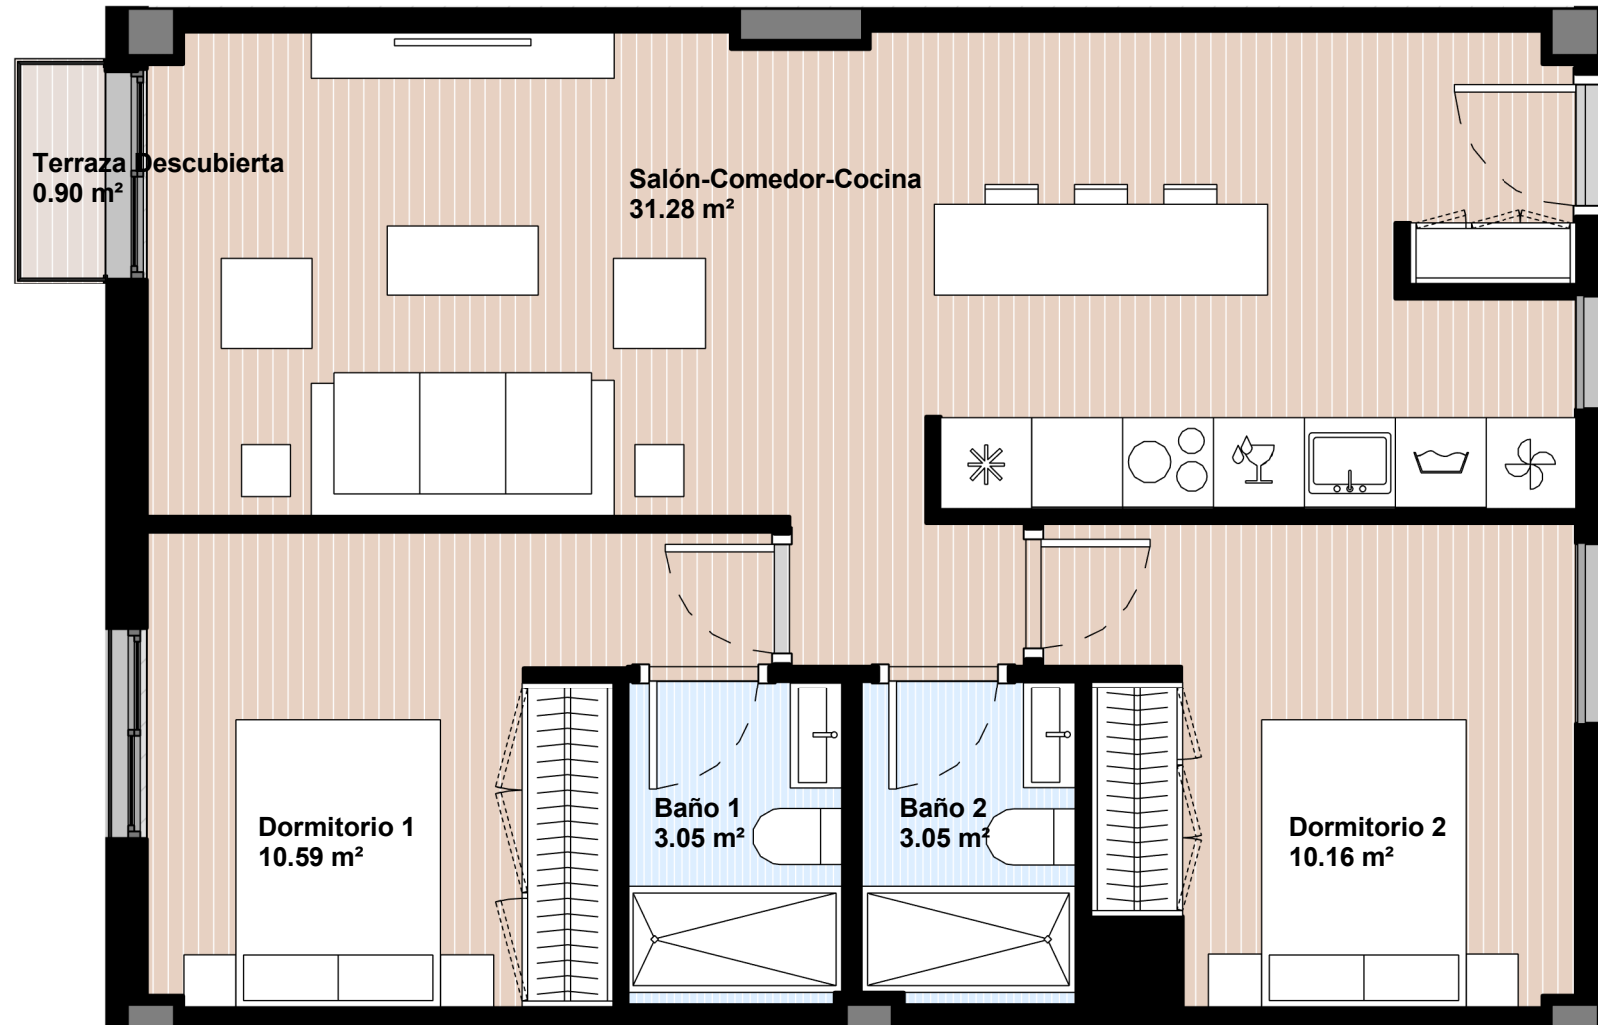 Terraza Descubierta
0.90 m²
Salón-Comedor-Cocina
31.28 m²
Baño 1
3.05 m²
Baño 2
3.05 m²
Dormitorio 1
10.59 m²
Dormitorio 2
10.16 m²